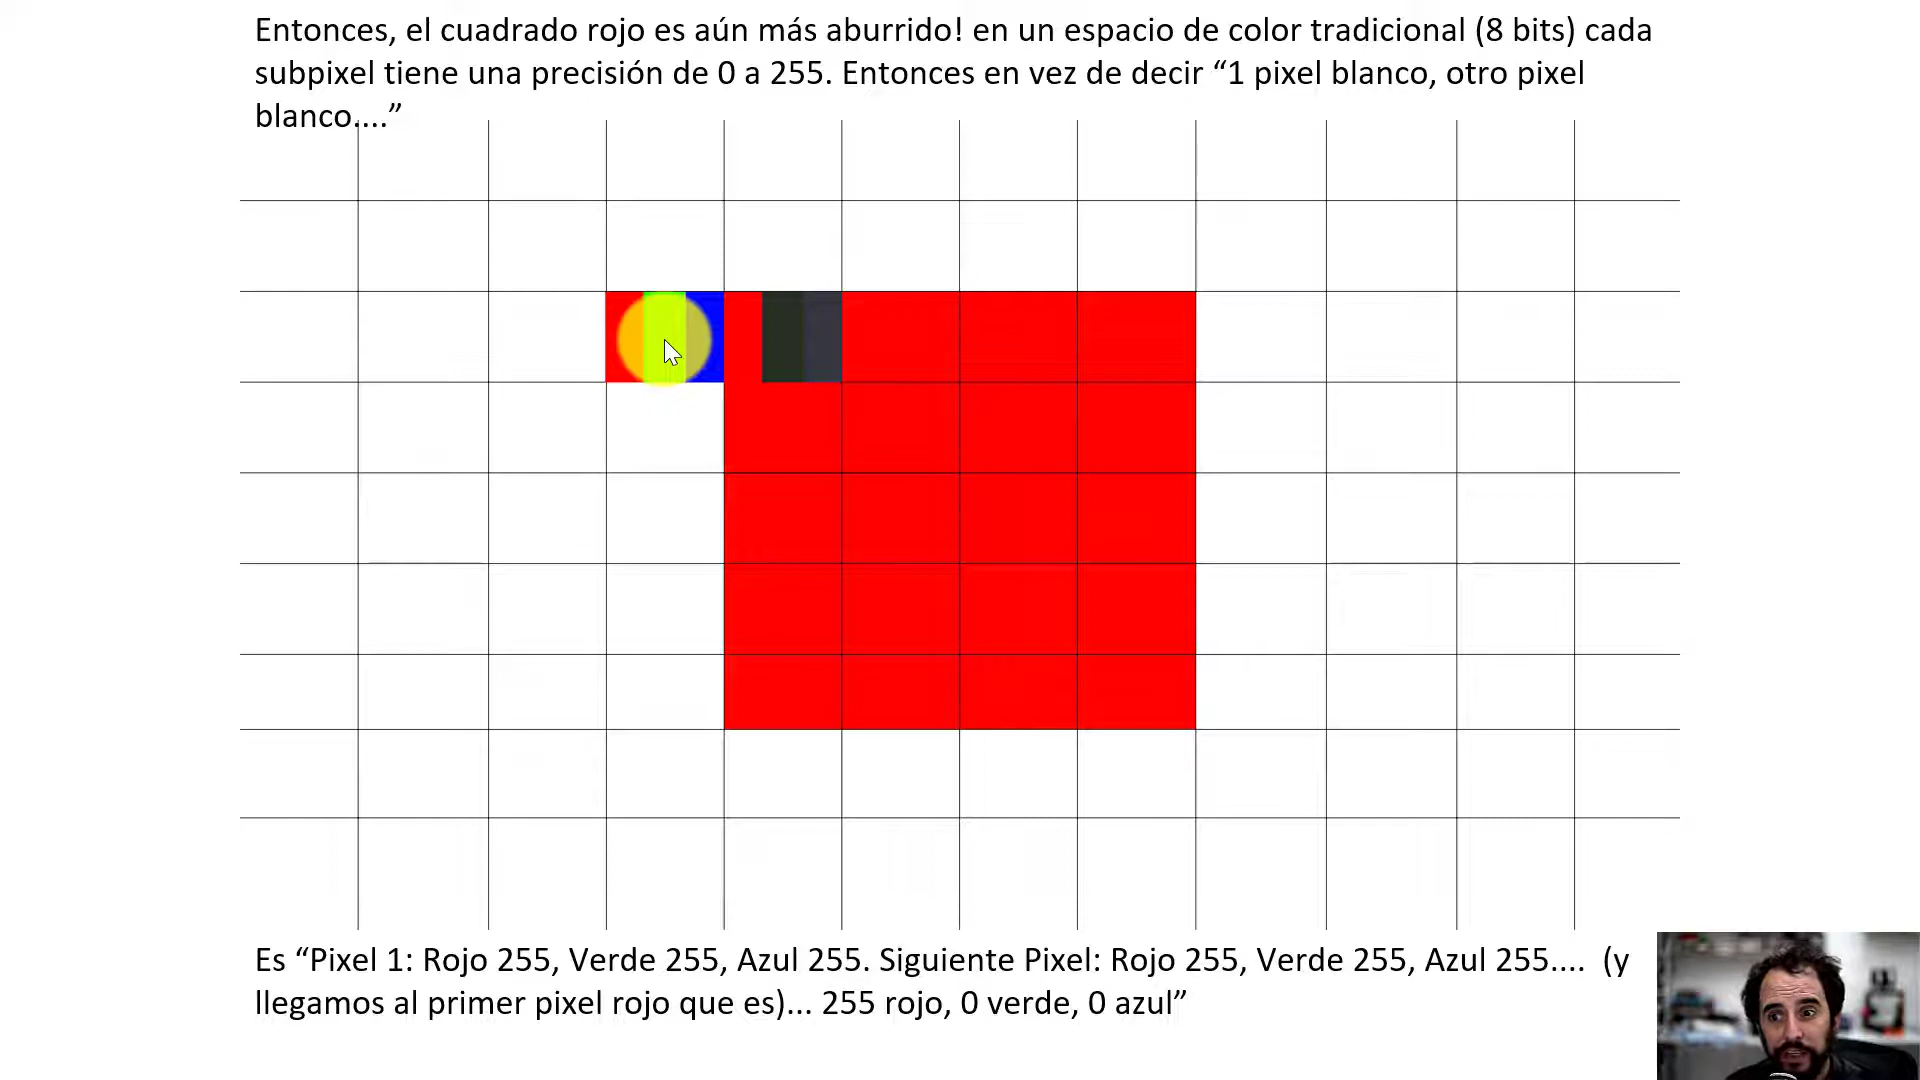 Entonces, el cuadrado rojo es aún más aburrido! en un espacio de color tradicional (8 bits) cada
subpixel tiene una precisión de 0 a 255. Entonces en vez de decir “1 pixel blanco, otro pixel
blanco....”
Es “Pixel 1: Rojo 255, Verde 255, Azul 255. Siguiente Pixel: Rojo 255, Verde 255, Azul 255.... (y
llegamos al primer pixel rojo que es)... 255 rojo, 0 verde, 0 azul”